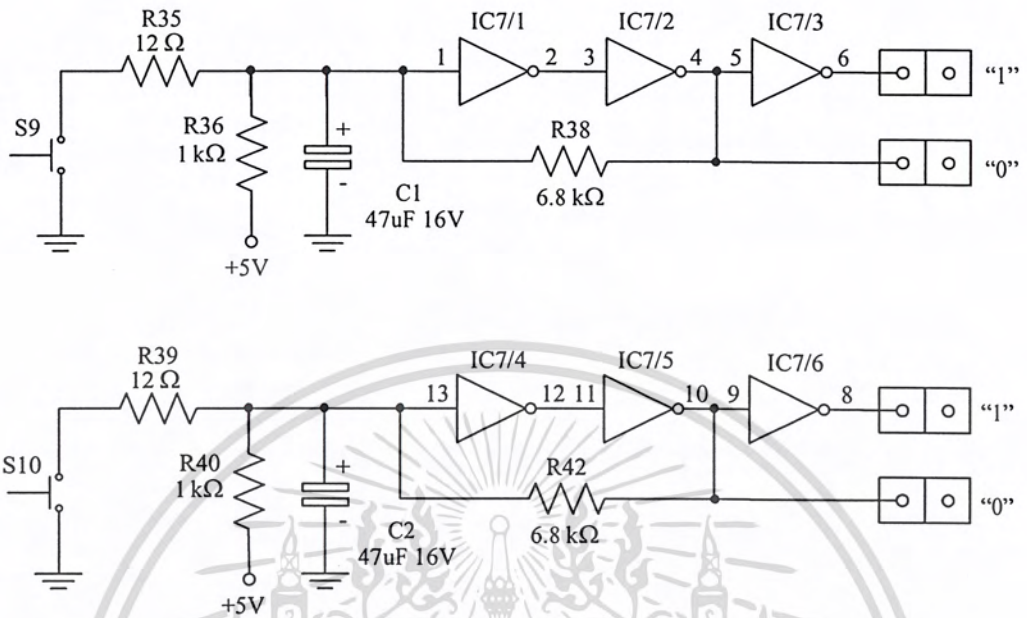 R35
12 Ω
IC7/1
IC7/2
IC7/3
1
2
3
4
5
6
"1"
S9
R36
1 kΩ
+
-
R38
6.8 kΩ
"0"
C1
47uF 16V
+5V
R39
12 Ω
IC7/4
IC7/5
IC7/6
13
12
11
10
9
8
"1"
S10
R40
1 kΩ
+
-
R42
6.8 kΩ
"0"
C2
47uF 16V
+5V